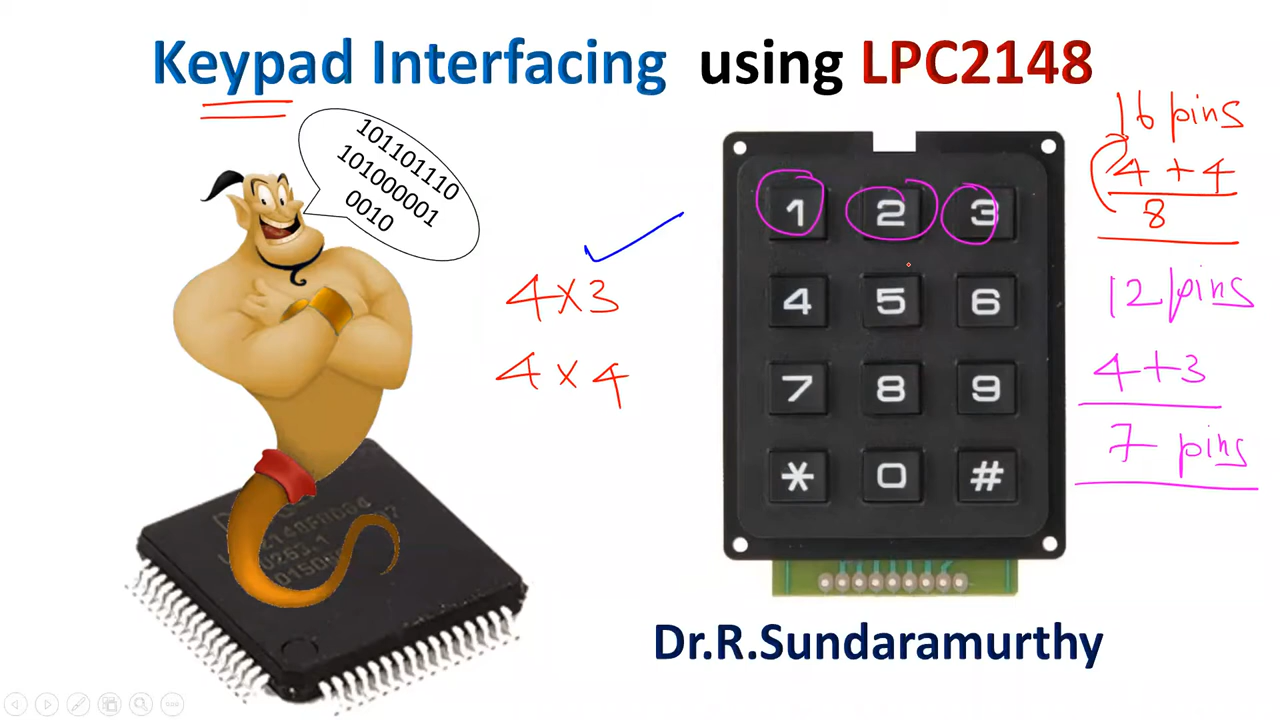 Keypad Interfacing using LPC2148
101101110
101000001
0010
4x3
4x4
1 2 3
4 5 6
7 8 9
* 0 #
16 pins
4 + 4
8
12 pins
4+3
7 pins
Dr.R.Sundaramurthy